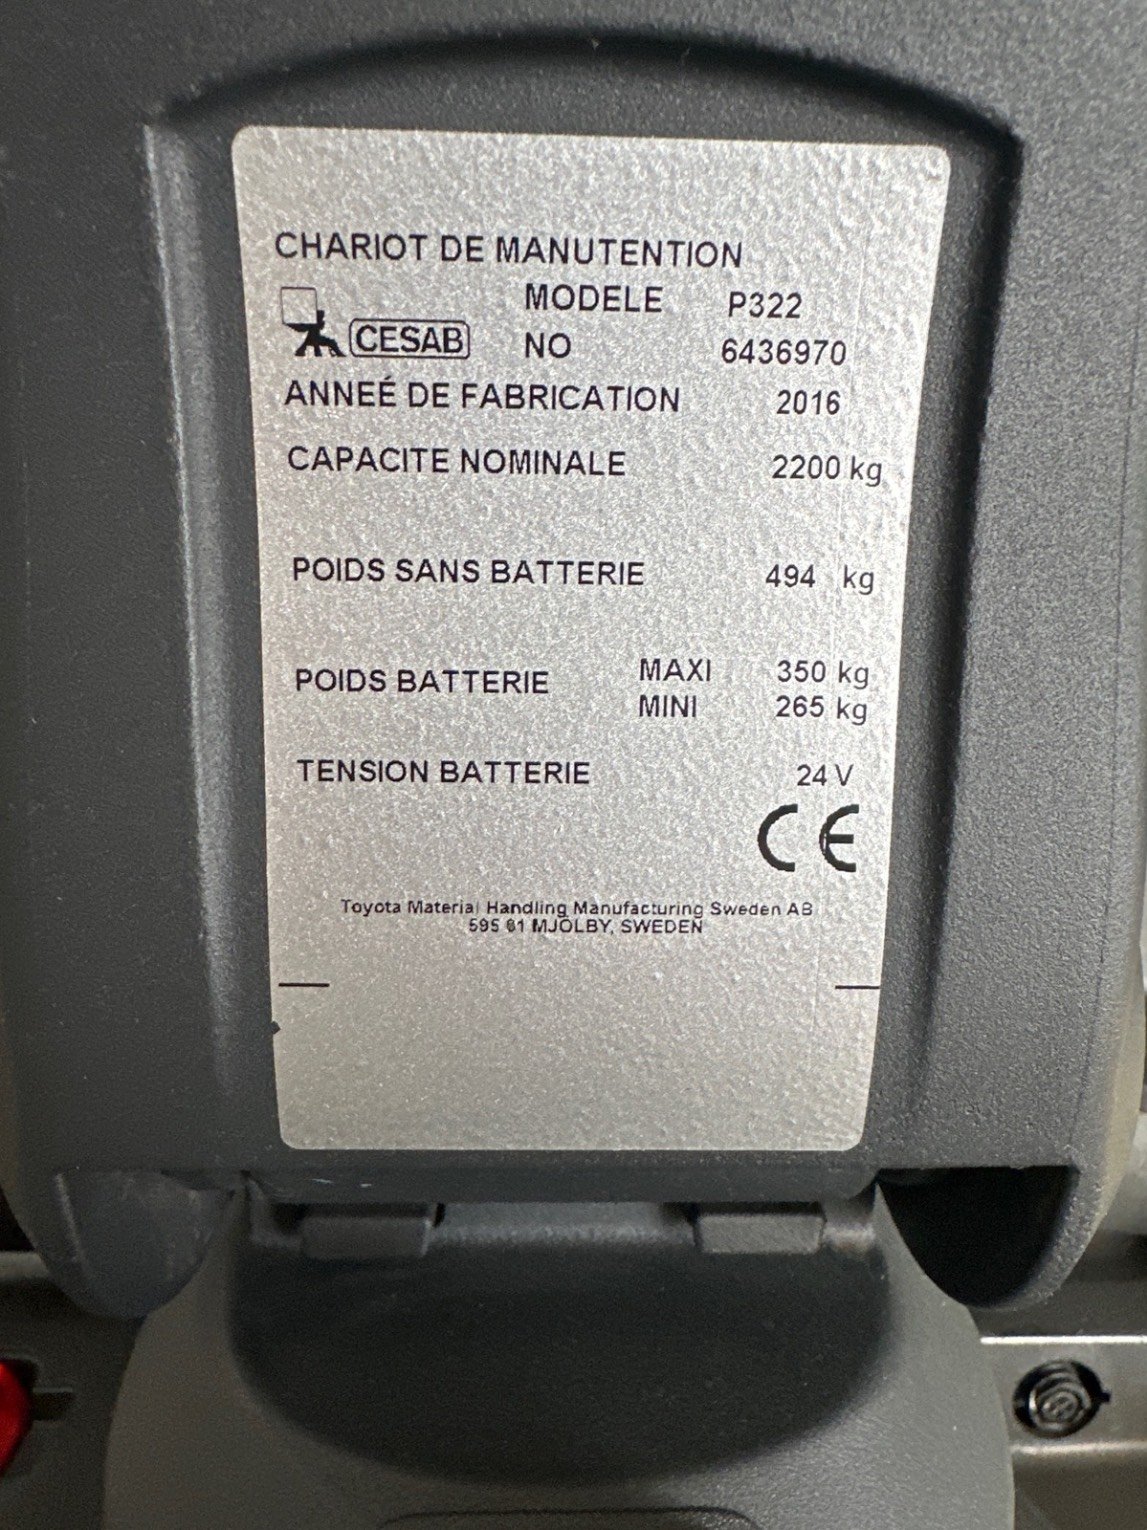 CHARIOT DE MANUTENTION
MODELE P322
CESAB NO 6436970
ANNEÉ DE FABRICATION 2016
CAPACITE NOMINALE 2200 kg
POIDS SANS BATTERIE 494 kg
POIDS BATTERIE MAXI 350 kg
MINI 265 kg
TENSION BATTERIE 24 V
CE
Toyota Material Handling Manufacturing Sweden AB
595 81 MJÖLBY, SWEDEN